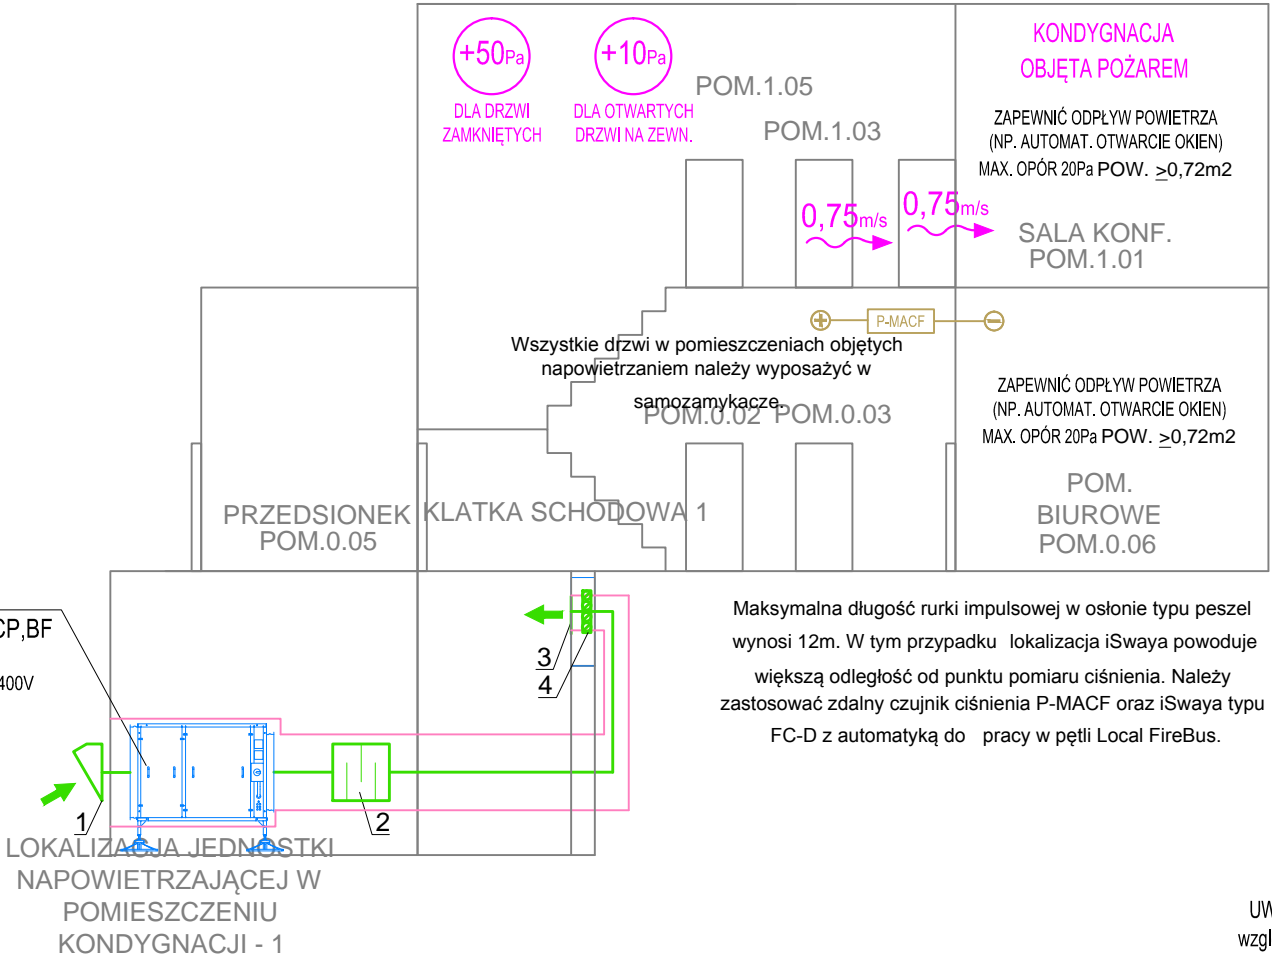 +50Pa
DLA DRZWI
ZAMKNIĘTYCH
+10Pa
DLA OTWARTYCH
DRZWI NA ZEWN.
POM.1.05
POM.1.03
KONDYGNACJA
OBJĘTA POŻAREM
ZAPEWNIĆ ODPŁYW POWIETRZA
(NP. AUTOMAT. OTWARCIE OKIEN)
MAX. OPÓR 20Pa POW. ≥0,72m2
0,75m/s
0,75m/s
SALA KONF.
POM.1.01
P-MACF
Wszystkie drzwi w pomieszczeniach objętych
napowietrzaniem należy wyposażyć w
samozamykacze.
POM.0.02
POM.0.03
ZAPEWNIĆ ODPŁYW POWIETRZA
(NP. AUTOMAT. OTWARCIE OKIEN)
MAX. OPÓR 20Pa POW. ≥0,72m2
POM.
BIUROWE
POM.0.06
PRZEDSIONEK
POM.0.05
KLATKA SCHODOWA 1
CP,BF
400V
3
4
1
2
Maksymalna długość rurki impulsowej w osłonie typu peszel
wynosi 12m. W tym przypadku lokalizacja iSwaya powoduje
większą odległość od punktu pomiaru ciśnienia. Należy
zastosować zdalny czujnik ciśnienia P-MACF oraz iSwaya typu
FC-D z automatyką do pracy w pętli Local FireBus.
LOKALIZACJA JEDNOSTKI
NAPOWIETRZAJĄCEJ W
POMIESZCZENIU
KONDYGNACJI - 1
UW
wzgl